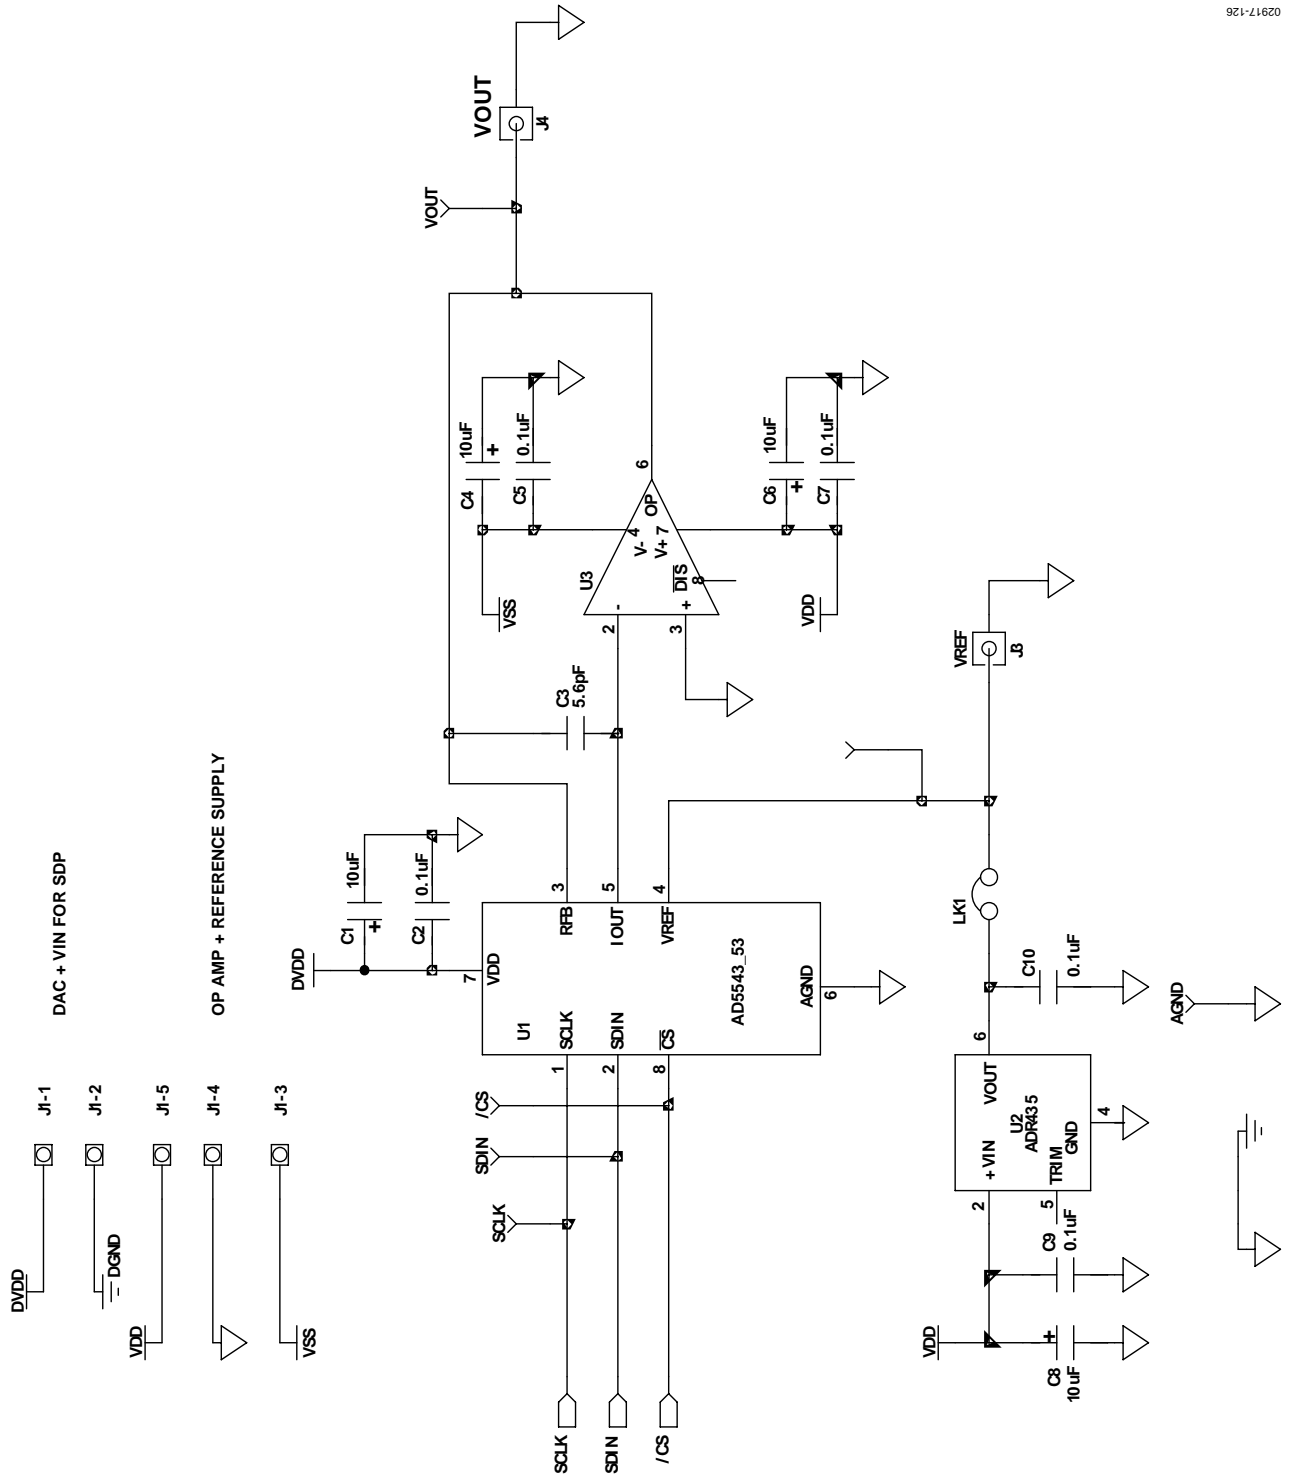 02917-126
DAC + VIN FOR SDP
OP AMP + REFERENCE SUPPLY
J1-1
J1-2
J1-5
J1-4
J1-3
DVDD
DGND
VDD
VSS
VOUT
VOUT
J4
DVDD
C1
10uF
+
C2
0.1uF
7
VDD
U1
SCLK
SDIN
CS
RFB
IOUT
VREF
AGND
6
AD5543_53
1
2
8
3
5
4
SCLK
SDIN
/CS
SCLK
SDIN
/CS
C3
5.6pF
U3
2
-
3
+
V-
4
V+
7
OP
6
DIS
8
VSS
C4
10uF
+
C5
0.1uF
VDD
C6
10uF
+
C7
0.1uF
VREF
J3
LK1
C10
0.1uF
AGND
6
VOUT
U2
ADR435
+VIN
TRIM
GND
4
2
5
C9
0.1uF
VDD
C8
10uF
+